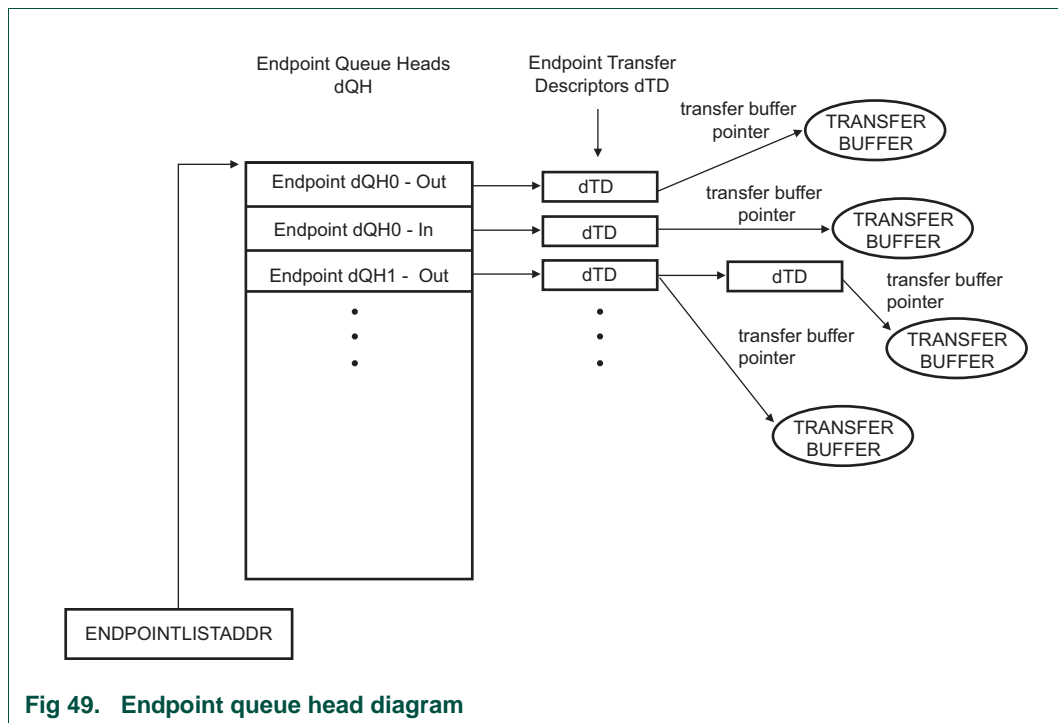 Endpoint Queue Heads
dQH
Endpoint Transfer
Descriptors dTD
transfer buffer
pointer
TRANSFER
BUFFER
Endpoint dQH0 - Out
dTD
transfer buffer
pointer
TRANSFER
BUFFER
Endpoint dQH0 - In
dTD
Endpoint dQH1 - Out
dTD
dTD
transfer buffer
pointer
TRANSFER
BUFFER
transfer buffer
pointer
TRANSFER
BUFFER
ENDPOINTLISTADDR
Fig 49. Endpoint queue head diagram